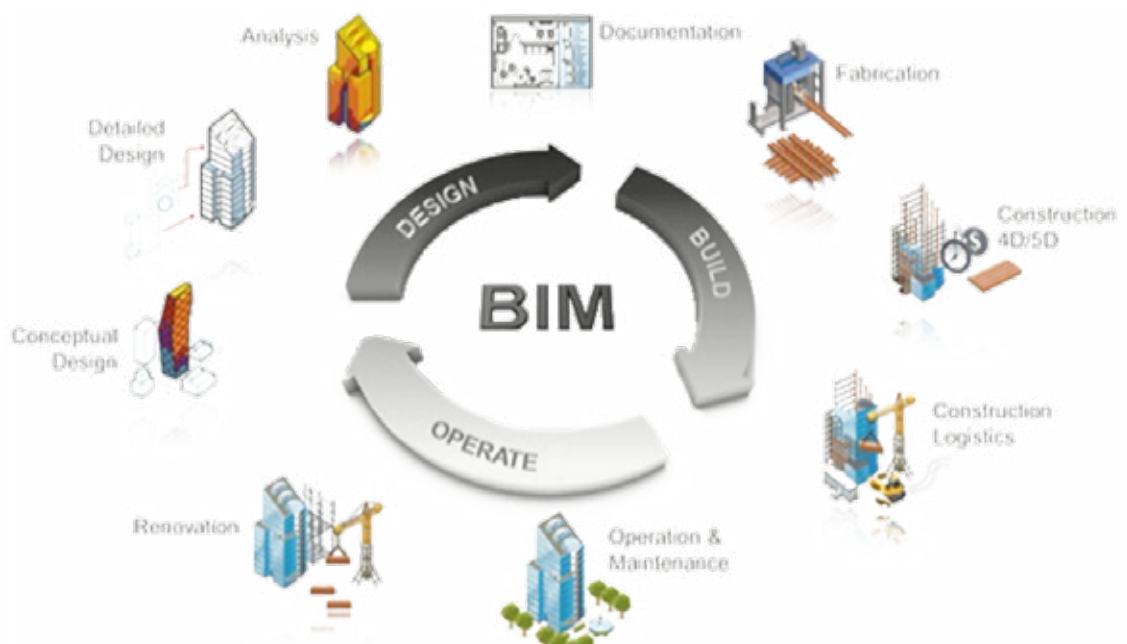 Analysis
Documentation
Fabrication
Detailed
Design
DESIGN
BUILD
Construction
4D/5D
BIM
Conceptual
Design
Construction
Logistics
OPERATE
Renovation
Operation &
Maintenance